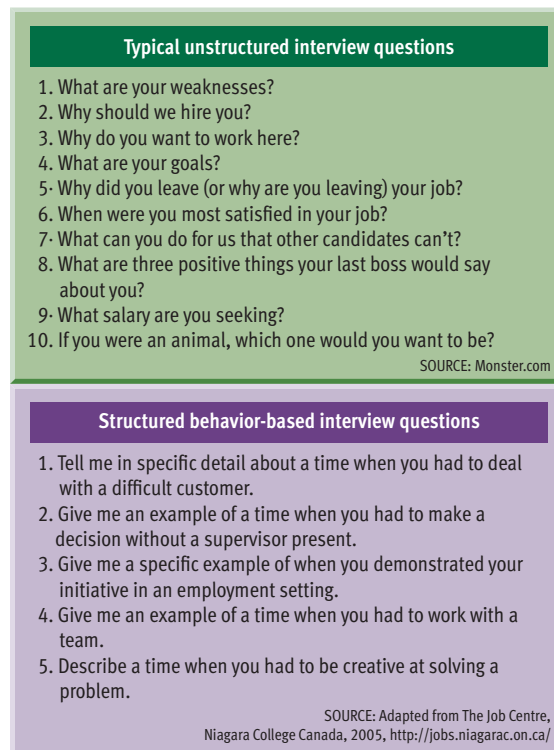 Typical unstructured interview questions
1. What are your weaknesses?
2. Why should we hire you?
3. Why do you want to work here?
4. What are your goals?
5· Why did you leave (or why are you leaving) your job?
6. When were you most satisfied in your job?
7· What can you do for us that other candidates can't?
8. What are three positive things your last boss would say
about you?
9· What salary are you seeking?
10. If you were an animal, which one would you want to be?
SOURCE: Monster.com
Structured behavior-based interview questions
1. Tell me in specific detail about a time when you had to deal
with a difficult customer.
2. Give me an example of a time when you had to make a
decision without a supervisor present.
3. Give me a specific example of when you demonstrated your
initiative in an employment setting.
4. Give me an example of a time when you had to work with a
team.
5. Describe a time when you had to be creative at solving a
problem.
SOURCE: Adapted from The Job Centre,
Niagara College Canada, 2005, http://jobs.niagarac.on.ca/